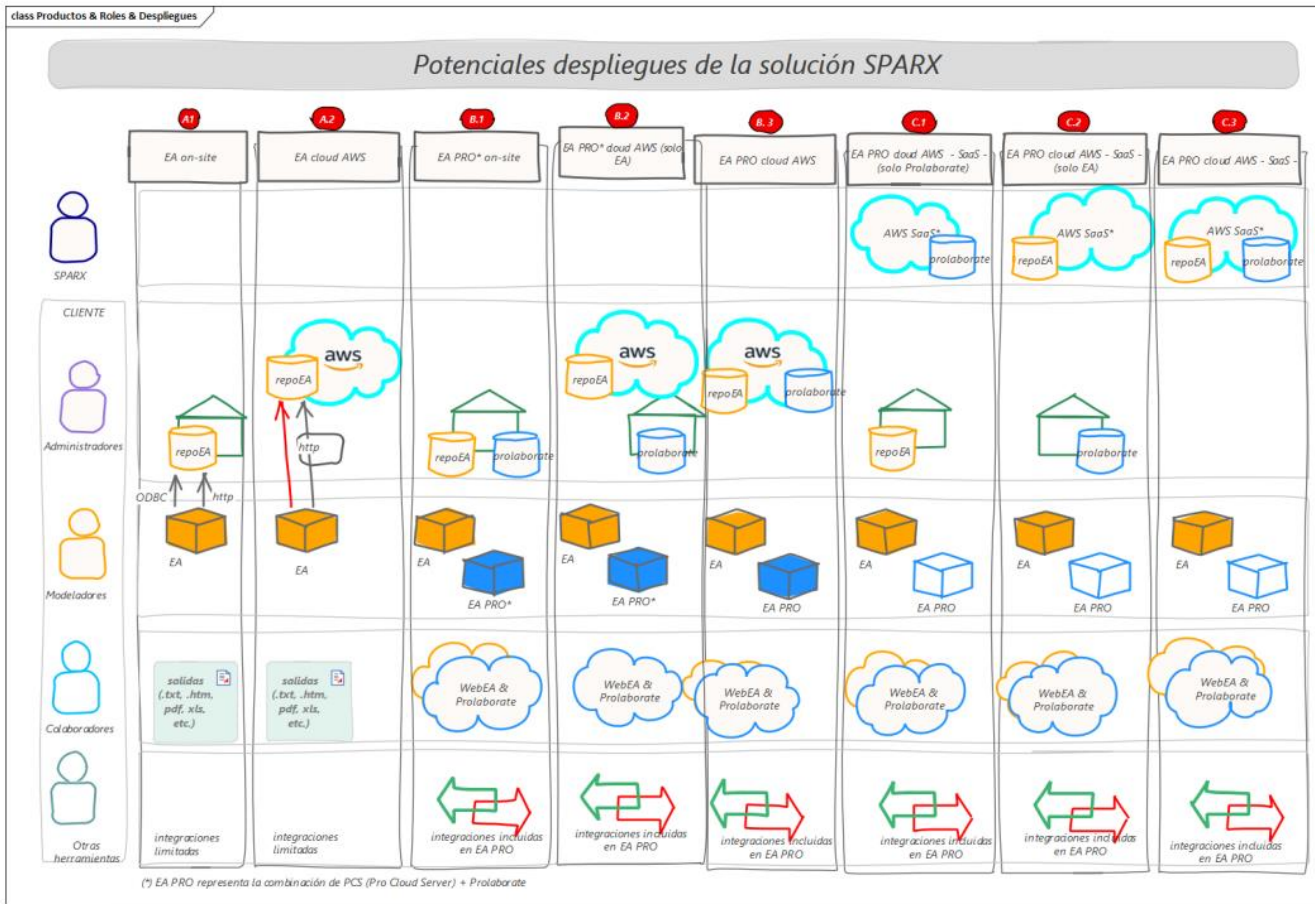 class Productos & Roles & Despliegues
Potenciales despliegues de la solución SPARX
A1
A.2
B.1
B.2
B. 3
C.1
C.2
C.3
EA on-site
EA cloud AWS
EA PRO* on-site
EA PRO* cloud AWS (solo
EA)
EA PRO cloud AWS
EA PRO cloud AWS - SaaS -
(solo Prolaborate)
EA PRO cloud AWS - SaaS -
(solo EA)
EA PRO cloud AWS - SaaS -
SPARX
AWS SaaS*
prolaborate
AWS SaaS*
repoEA
AWS SaaS*
repoEA
prolaborate
CLIENTE
Administradores
repoEA
ODBC
http
aws
repoEA
http
repoEA
prolaborate
aws
repoEA
prolaborate
aws
repoEA
prolaborate
repoEA
prolaborate
Modeladores
EA
EA
EA
EA PRO*
EA
EA PRO*
EA
EA PRO
EA
EA PRO
EA
EA PRO
EA
EA PRO
Colaboradores
salidas
(.txt, .htm,
pdf, xls,
etc.)
salidas
(.txt, .htm,
pdf, xls,
etc.)
WebEA &
Prolaborate
WebEA &
Prolaborate
WebEA &
Prolaborate
WebEA &
Prolaborate
WebEA &
Prolaborate
WebEA &
Prolaborate
Otras
herramientas
integraciones
limitadas
integraciones
limitadas
integraciones incluidas
en EA PRO
integraciones incluidas
en EA PRO
integraciones incluidas
en EA PRO
integraciones incluidas
en EA PRO
integraciones incluidas
en EA PRO
integraciones incluidas
en EA PRO
(*) EA PRO representa la combinación de PCS (Pro Cloud Server) + Prolaborate